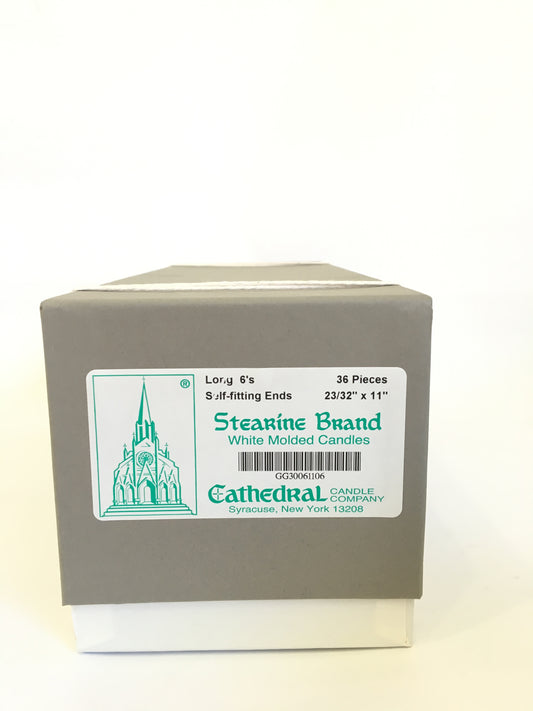 ®
Long 6's 36 Pieces
Self-fitting Ends 23/32" x 11"
Stearine Brand
White Molded Candles
GG30061106
Cathedral CANDLE COMPANY
Syracuse, New York 13208